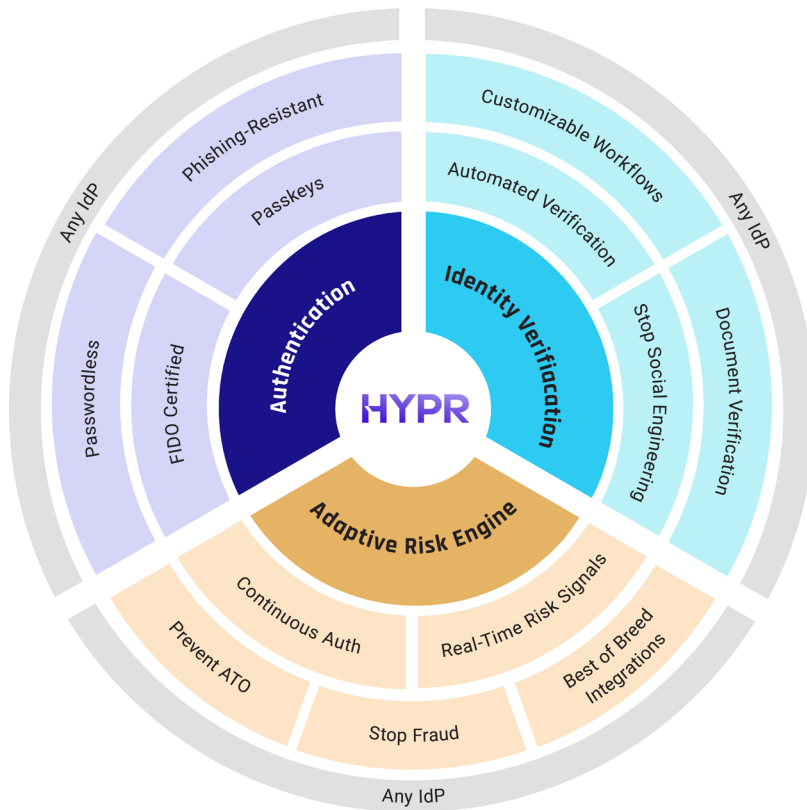 Any IdP
Phishing-Resistant
Passkeys
Passwordless
FIDO Certified
Authentication
Any IdP
Customizable Workflows
Automated Verification
Document Verification
Stop Social Engineering
Identity Verifiacation
HYPR
Adaptive Risk Engine
Continuous Auth
Real-Time Risk Signals
Prevent ATO
Stop Fraud
Best of Breed
Integrations
Any IdP